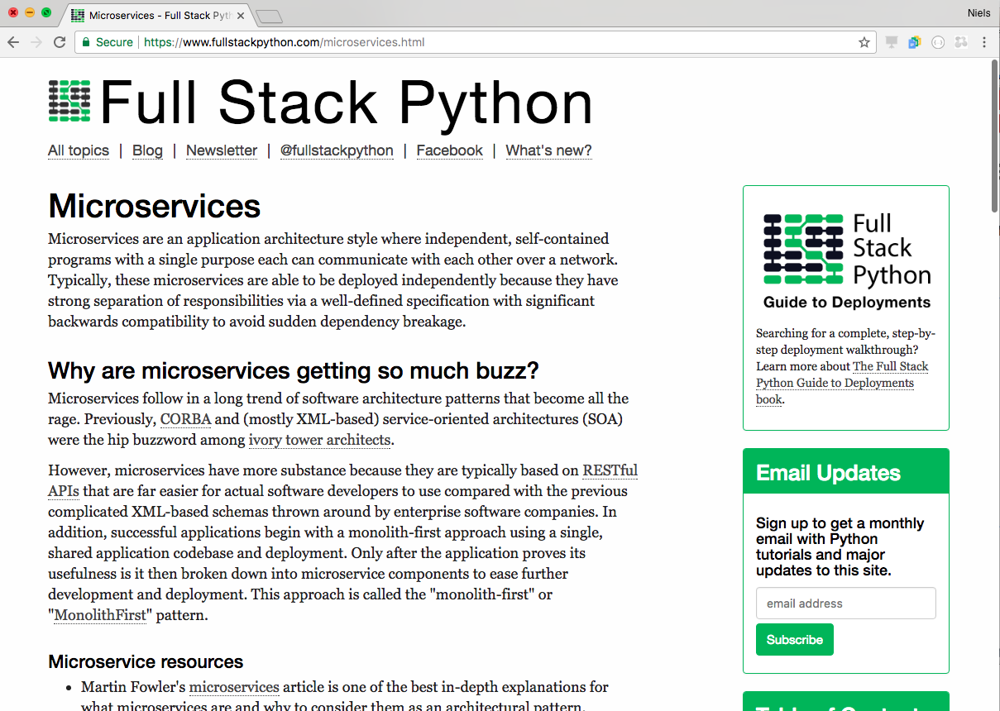 Microservices - Full Stack Pyth
Niels
Secure
https://www.fullstackpython.com/microservices.html
Full Stack Python
All topics | Blog | Newsletter | @fullstackpython | Facebook | What's new?
Microservices
Microservices are an application architecture style where independent, self-contained
programs with a single purpose each can communicate with each other over a network.
Typically, these microservices are able to be deployed independently because they have
strong separation of responsibilities via a well-defined specification with significant
backwards compatibility to avoid sudden dependency breakage.
Why are microservices getting so much buzz?
Microservices follow in a long trend of software architecture patterns that become all the
rage. Previously, CORBA and (mostly XML-based) service-oriented architectures (SOA)
were the hip buzzword among ivory tower architects.
However, microservices have more substance because they are typically based on RESTful
APIs that are far easier for actual software developers to use compared with the previous
complicated XML-based schemas thrown around by enterprise software companies. In
addition, successful applications begin with a monolith-first approach using a single,
shared application codebase and deployment. Only after the application proves its
usefulness is it then broken down into microservice components to ease further
development and deployment. This approach is called the "monolith-first" or
"MonolithFirst" pattern.
Microservice resources
• Martin Fowler's microservices article is one of the best in-depth explanations for
what microservices are and why to consider them as an architectural pattern.
Full
Stack
Python
Guide to Deployments
Searching for a complete, step-by-
step deployment walkthrough?
Learn more about The Full Stack
Python Guide to Deployments
book.
Email Updates
Sign up to get a monthly
email with Python
tutorials and major
updates to this site.
email address
Subscribe